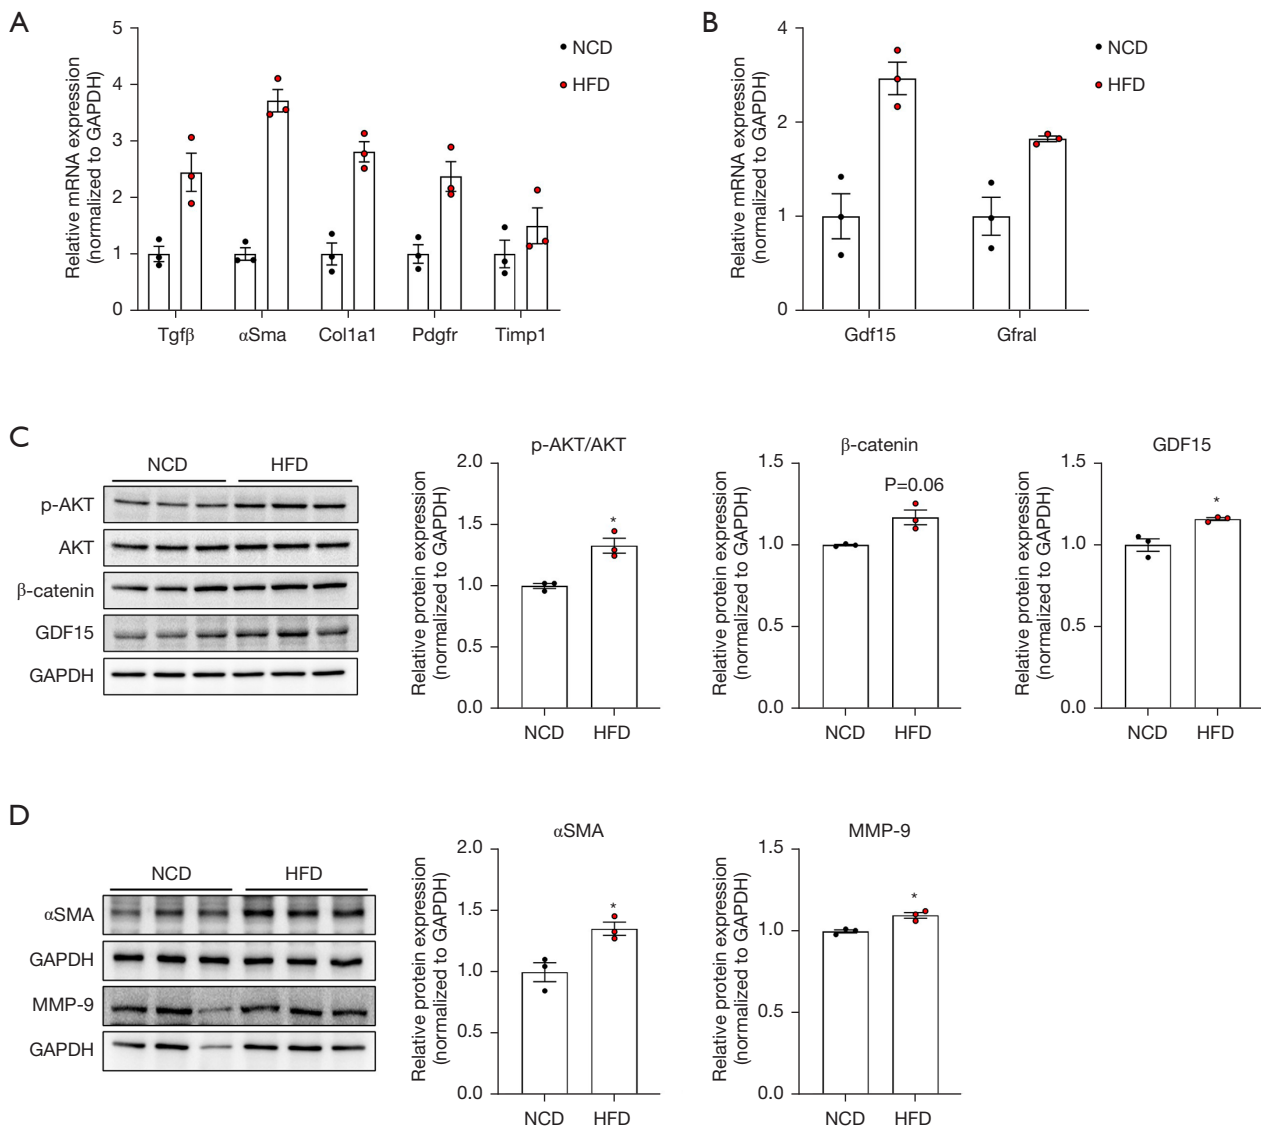 A
Relative mRNA expression
(normalized to GAPDH)
5
4
3
2
1
0
NCD
HFD
Tgfβ
αSma
Col1a1
Pdgfr
Timp1
B
Relative mRNA expression
(normalized to GAPDH)
4
2
1
0
NCD
HFD
Gdf15
Gfral
C
NCD
HFD
p-AKT
AKT
β-catenin
GDF15
GAPDH
p-AKT/AKT
Relative protein expression
(normalized to GAPDH)
2.0
1.5
1.0
0.5
0.0
*
NCD
HFD
β-catenin
Relative protein expression
(normalized to GAPDH)
1.5
1.0
0.5
0.0
P=0.06
NCD
HFD
GDF15
Relative protein expression
(normalized to GAPDH)
1.5
1.0
0.5
0.0
*
NCD
HFD
D
NCD
HFD
αSMA
GAPDH
MMP-9
GAPDH
αSMA
Relative protein expression
(normalized to GAPDH)
2.0
1.5
1.0
0.5
0.0
*
NCD
HFD
MMP-9
Relative protein expression
(normalized to GAPDH)
1.5
1.0
0.5
0.0
*
NCD
HFD